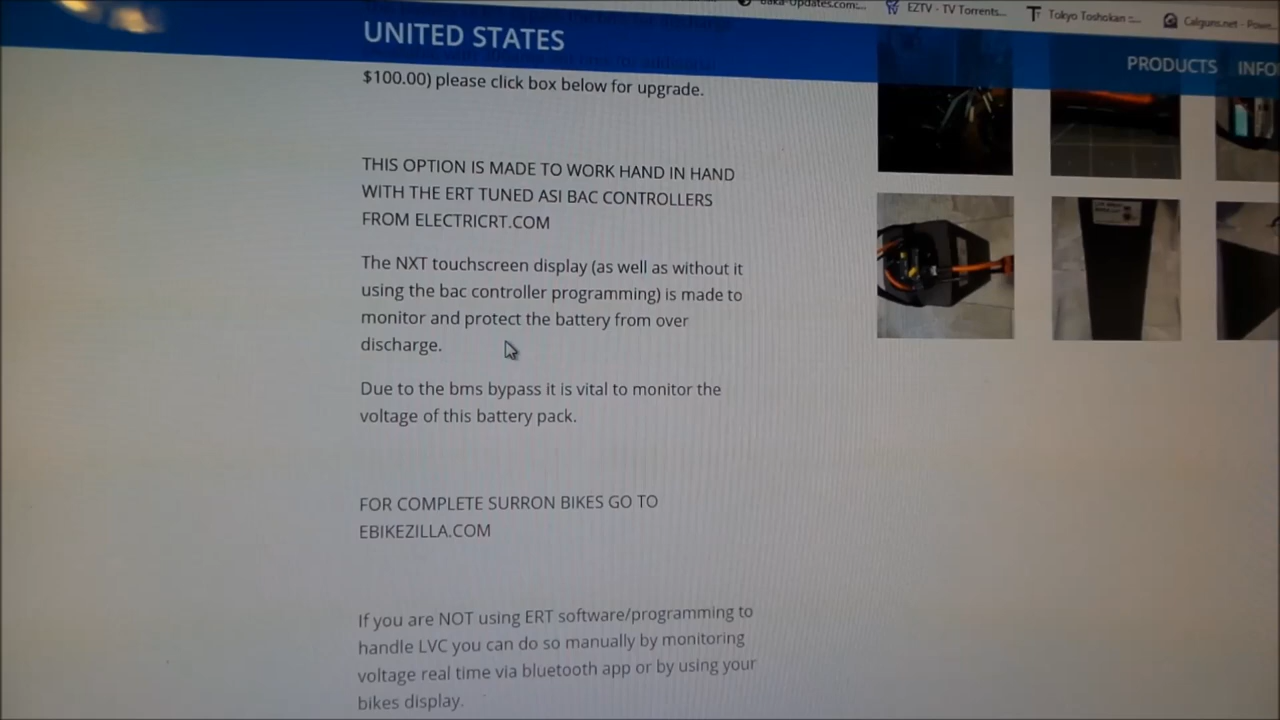 Baka-Updates.com:...
EZTV - TV Torrents...
Tokyo Toshokan ::...
Calguns.net -
UNITED STATES
PRODUCTS
$100.00) please click box below for upgrade.
THIS OPTION IS MADE TO WORK HAND IN HAND
WITH THE ERT TUNED ASI BAC CONTROLLERS
FROM ELECTRICRT.COM
The NXT touchscreen display (as well as without it
using the bac controller programming) is made to
monitor and protect the battery from over
discharge.
Due to the bms bypass it is vital to monitor the
voltage of this battery pack.
FOR COMPLETE SURRON BIKES GO TO
EBIKEZILLA.COM
If you are NOT using ERT software/programming to
handle LVC you can do so manually by monitoring
voltage real time via bluetooth app or by using your
bikes display.